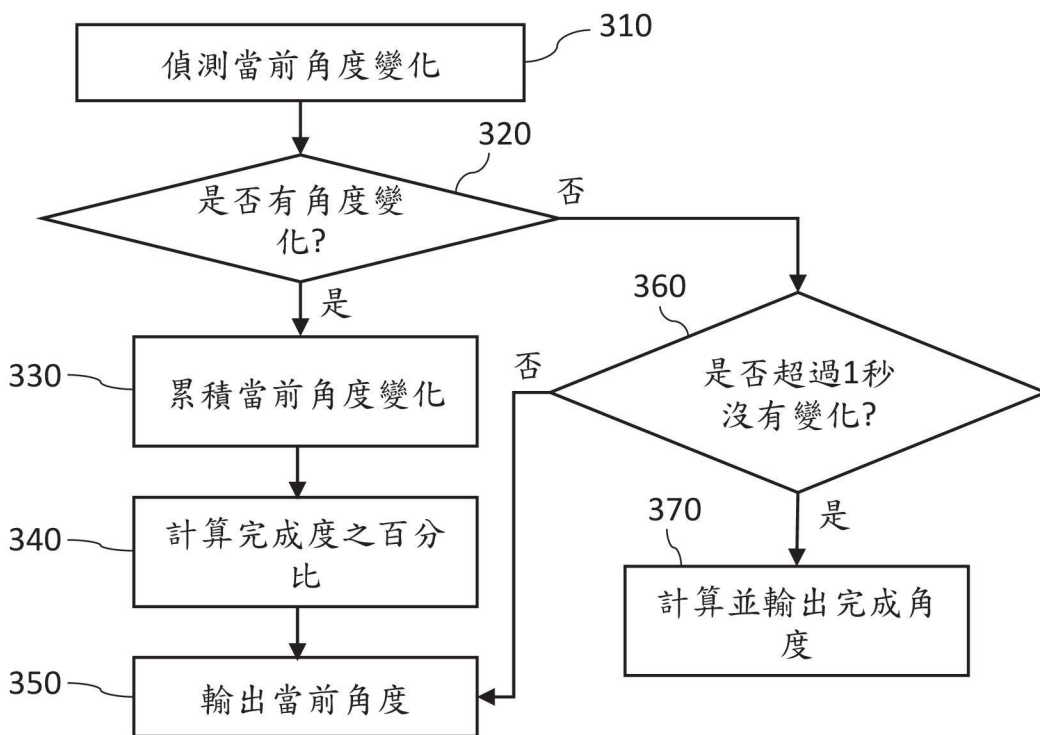 310
偵測當前角度變化
320
是否有角度變
化?
否
是
360
是否超過1秒
沒有變化?
否
330
累積當前角度變化
是
370
340
計算完成度之百分
比
計算並輸出完成角
度
350
輸出當前角度